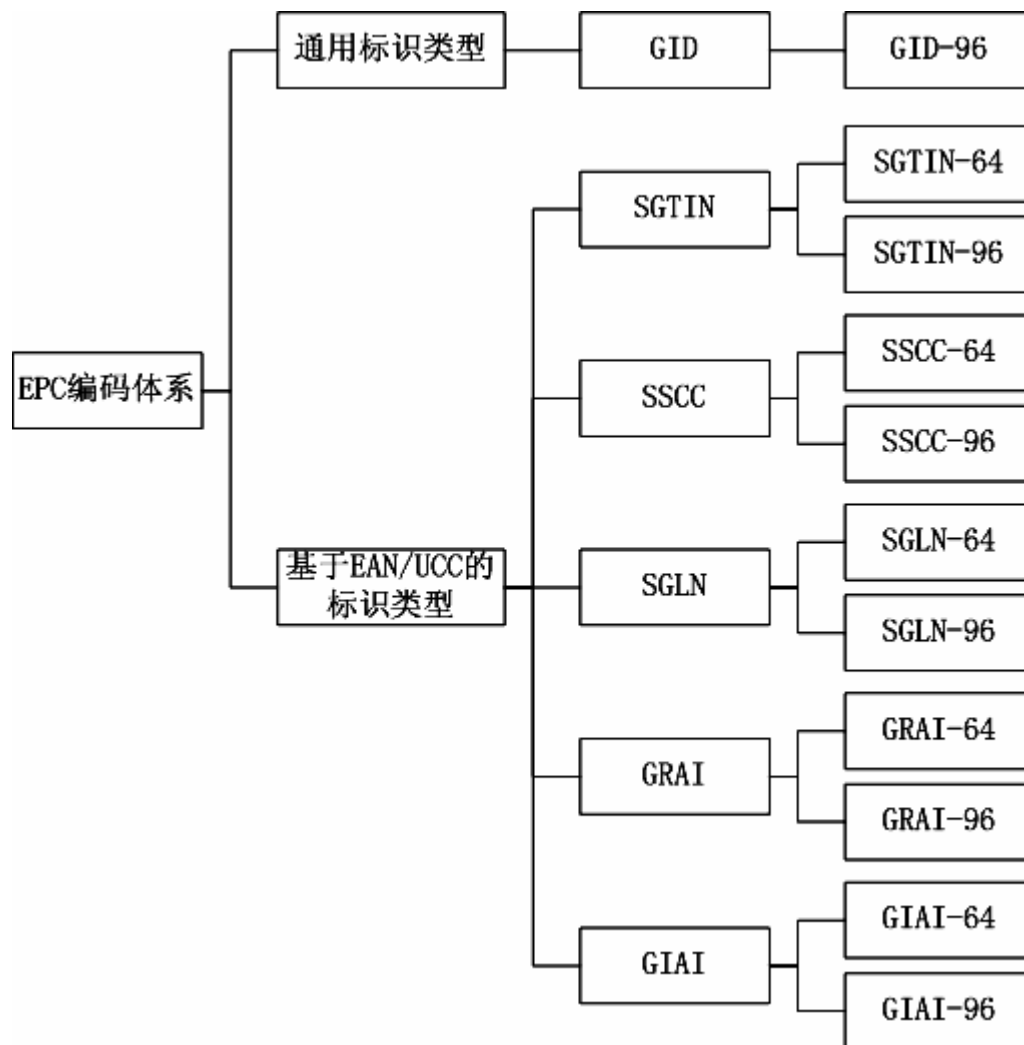 通用标识类型
GID
GID-96
SGTIN-64
SGTIN
SGTIN-96
SSCC-64
EPC编码体系
SSCC
SSCC-96
SGLN-64
基于EAN/UCC的
标识类型
SGLN
SGLN-96
GRAI-64
GRAI
GRAI-96
GIAI-64
GIAI
GIAI-96